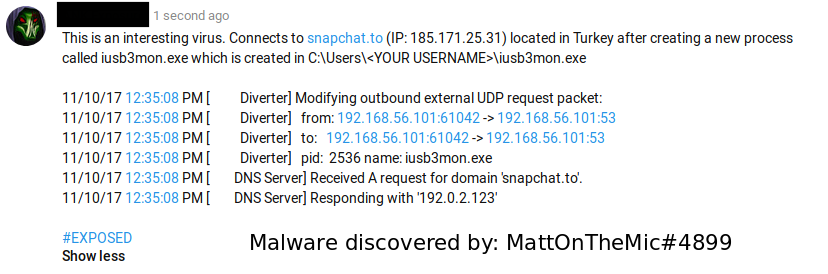 1 second ago
This is an interesting virus. Connects to snapchat.to (IP: 185.171.25.31) located in Turkey after creating a new process
called iusb3mon.exe which is created in C:\Users\<YOUR USERNAME>\iusb3mon.exe
11/10/17 12:35:08 PM [ Diverter] Modifying outbound external UDP request packet:
11/10/17 12:35:08 PM [ Diverter] from: 192.168.56.101:61042 -> 192.168.56.101:53
11/10/17 12:35:08 PM [ Diverter] to: 192.168.56.101:61042 -> 192.168.56.101:53
11/10/17 12:35:08 PM [ Diverter] pid: 2536 name: iusb3mon.exe
11/10/17 12:35:08 PM [ DNS Server] Received A request for domain 'snapchat.to'.
11/10/17 12:35:08 PM [ DNS Server] Responding with '192.0.2.123'
#EXPOSED
Malware discovered by: MattOnTheMic#4899
Show less